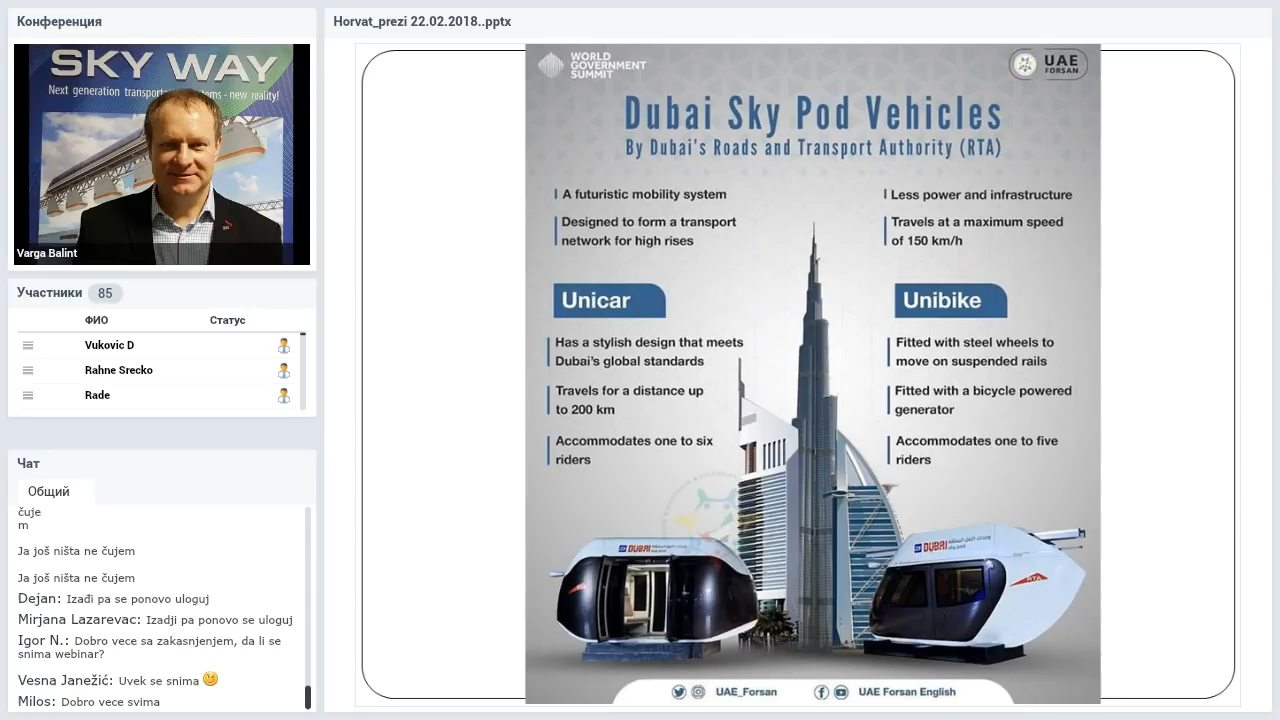 Конференция
SKY WAY
Next generation transportation systems - new reality!
Varga Balint
Участники 85
ФИО Статус
Vukovic D
Rahne Srecko
Rade
Чат
Общий
čuje
m
Ja još ništa ne čujem
Ja još ništa ne čujem
Dejan: Izađi pa se ponovo uloguj
Mirjana Lazarevac: Izadji pa ponovo se uloguj
Igor N.: Dobro vece sa zakasnjenjem, da li se
snima webinar?
Vesna Janežić: Uvek se snima
Milos: Dobro vece svima
Horvat_prezi 22.02.2018..pptx
WORLD
GOVERNMENT
SUMMIT
UAE
FORSAN
Dubai Sky Pod Vehicles
By Dubai's Roads and Transport Authority (RTA)
A futuristic mobility system
Designed to form a transport
network for high rises
Less power and infrastructure
Travels at a maximum speed
of 150 km/h
Unicar
Has a stylish design that meets
Dubai's global standards
Travels for a distance up
to 200 km
Accommodates one to six
riders
Unibike
Fitted with steel wheels to
move on suspended rails
Fitted with a bicycle powered
generator
Accommodates one to five
riders
DUBAI
RTA
DUBAI
RTA
UAE_Forsan
UAE Forsan English